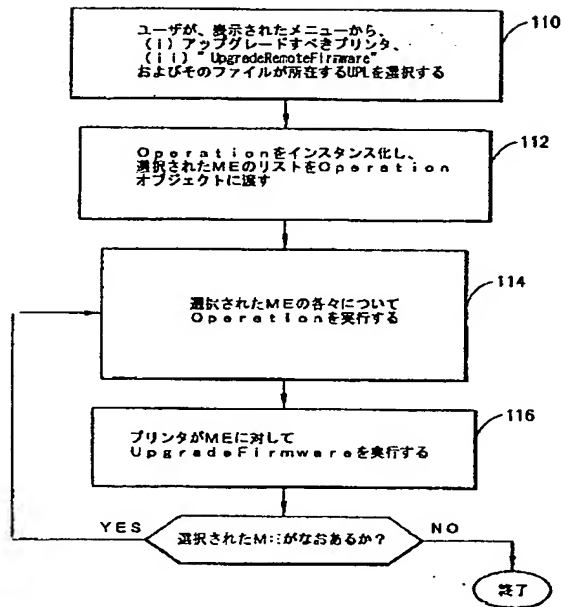 ユーザが、表示されたメニューから、
(i) アップグレードすべきプリンタ、
(ii) "UpgradeRemoteFirmware"
およびそのファイルが所在するUPLを選択する
110
Operationをインスタンス化し、
選択されたMEのリストをOperation
オブジェクトに渡す
112
選択されたMEの各々について
Operationを実行する
114
プリンタがMEに対して
UpgradeFirmwareを実行する
116
YES
選択されたMEがなおあるか?
NO
終了